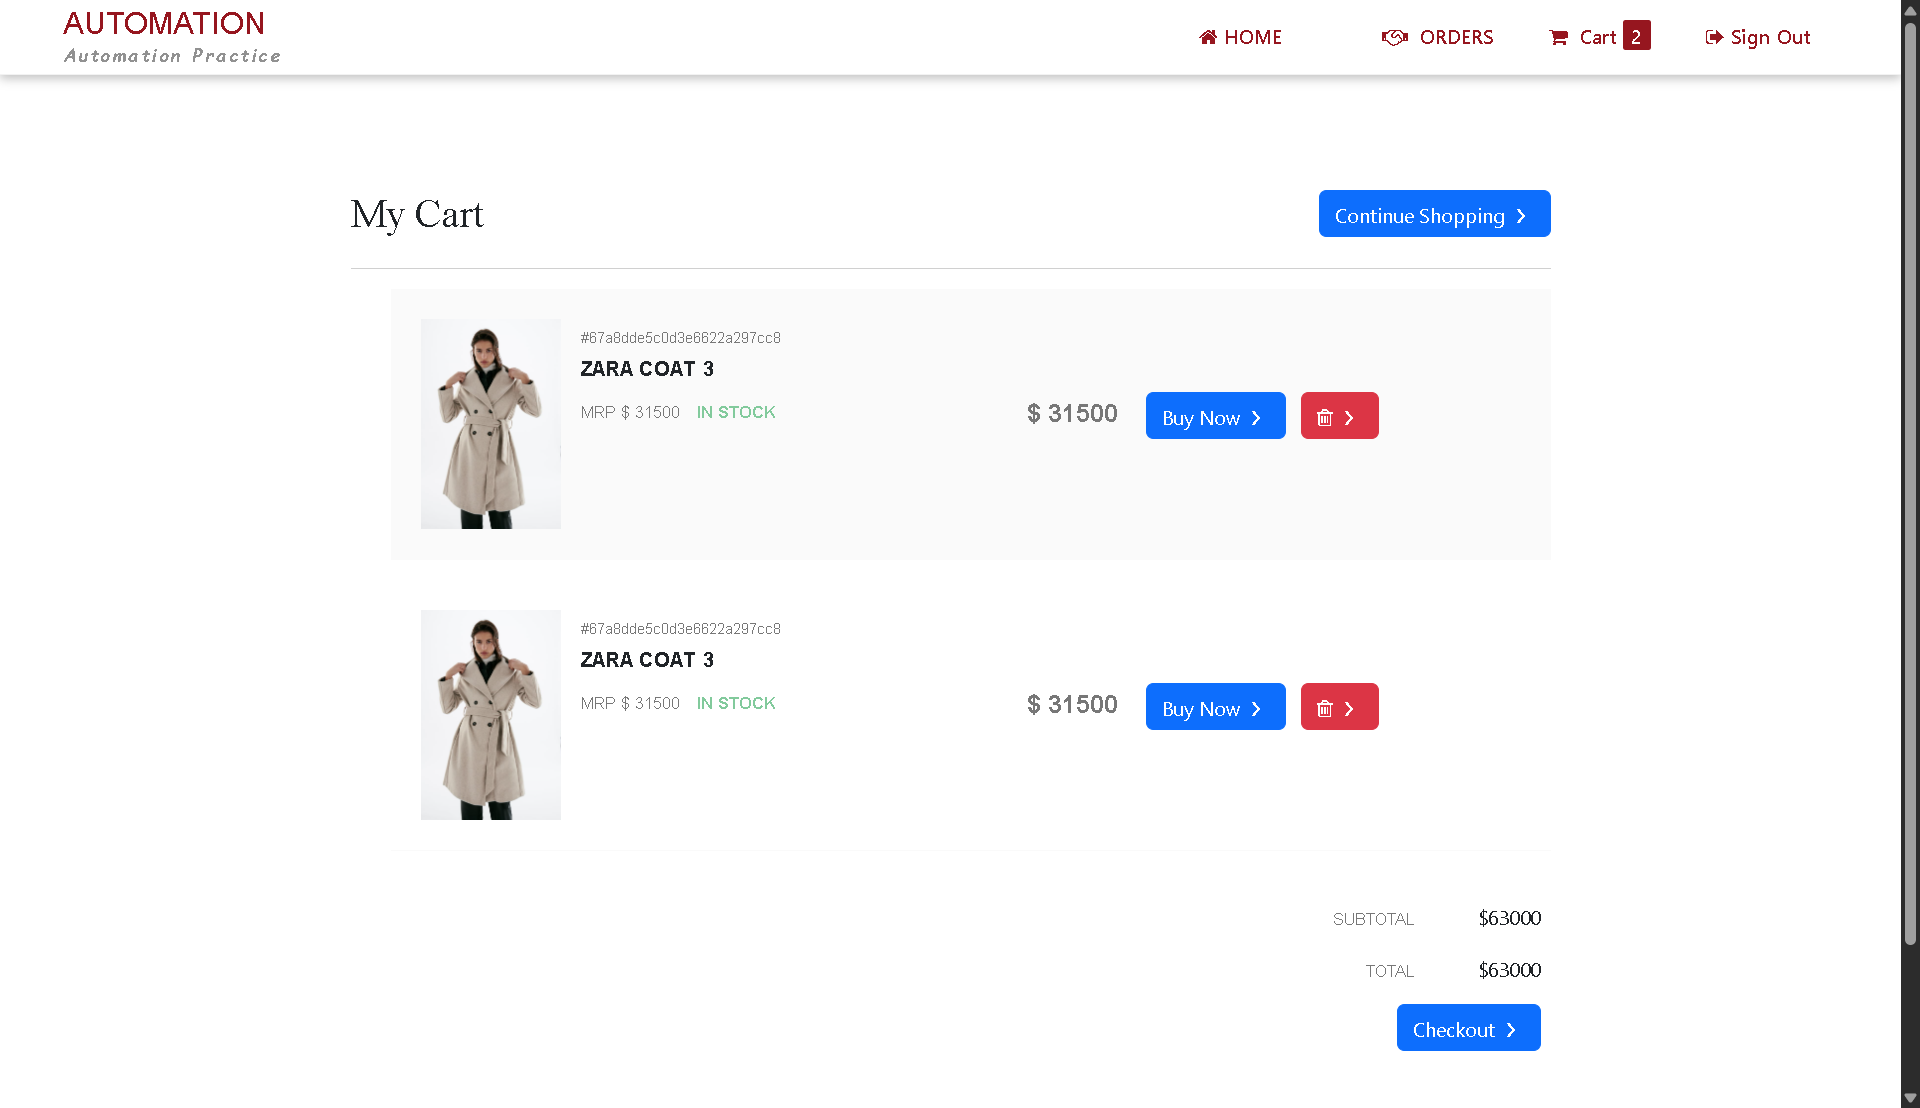 AUTOMATION
Automation Practice
HOME
ORDERS
Cart 2
Sign Out
My Cart
Continue Shopping
#67a8dde5c0d3e6622a297cc8
ZARA COAT 3
MRP $ 31500 IN STOCK
$ 31500
Buy Now
#67a8dde5c0d3e6622a297cc8
ZARA COAT 3
MRP $ 31500 IN STOCK
$ 31500
Buy Now
SUBTOTAL $63000
TOTAL $63000
Checkout